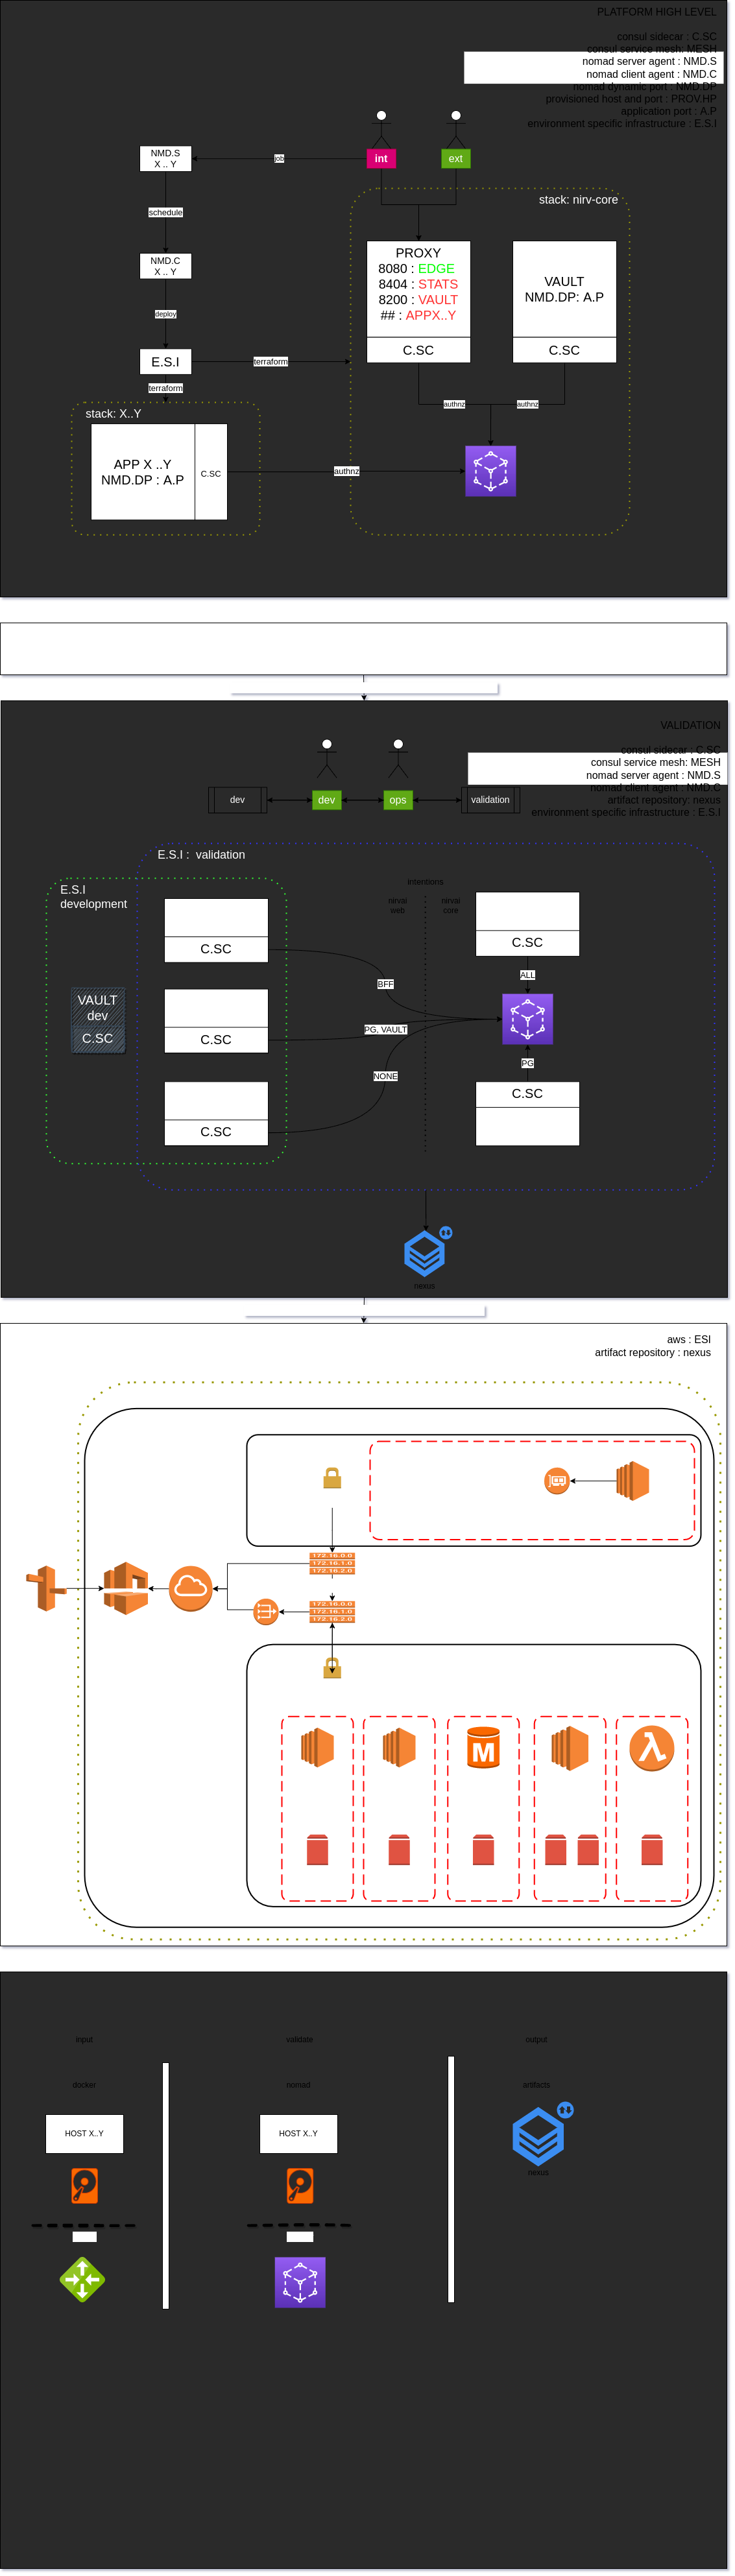 PLATFORM HIGH LEVEL
consul sidecar : C.SC
consul service mesh: MESH
nomad server agent : NMD.S
nomad client agent : NMD.C
nomad dynamic port : NMD.DP
provisioned host and port : PROV.HP
application port : A.P
environment specific infrastructure : E.S.I
NMD.S
X .. Y
job
int
ext
schedule
stack: nirv-core
NMD.C
X .. Y
PROXY
8080 : EDGE
8404 : STATS
8200 : VAULT
## : APPX..Y
C.SC
VAULT
NMD.DP: A.P
C.SC
deploy
E.S.I
terraform
terraform
authnz
authnz
stack: X..Y
APP X ..Y
NMD.DP : A.P
C.SC
authnz
VALIDATION
consul sidecar : C.SC
consul service mesh: MESH
nomad server agent : NMD.S
nomad client agent : NMD.C
artifact repository: nexus
environment specific infrastructure : E.S.I
dev
dev
ops
validation
E.S.I : validation
E.S.I
development
intentions
nirvai
web
nirvai
core
C.SC
C.SC
BFF
ALL
VAULT
dev
C.SC
C.SC
PG, VAULT
PG
NONE
C.SC
C.SC
nexus
aws : ESI
artifact repository : nexus
172.16.0.0
172.16.1.0
172.16.2.0
172.16.0.0
172.16.1.0
172.16.2.0
M
λ
input
validate
output
docker
nomad
artifacts
HOST X..Y
HOST X..Y
nexus